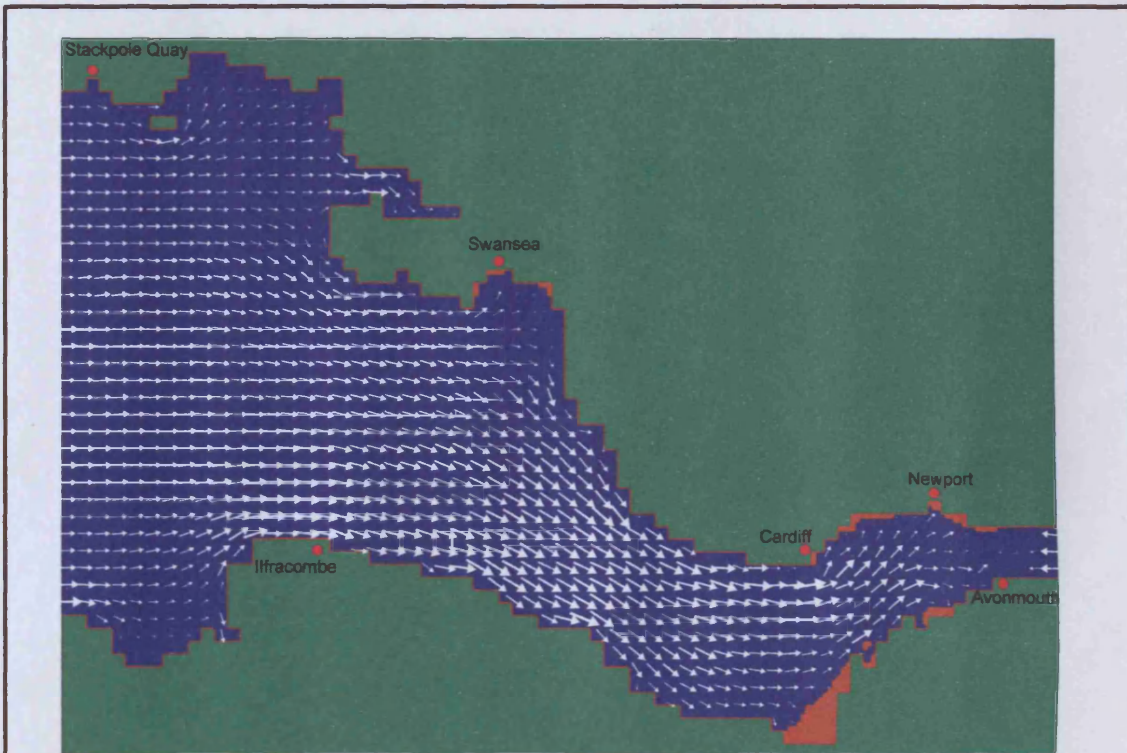 Stackpole Quay
Swansea
Newport
Cardiff
Ilfracombe
Avonmouth